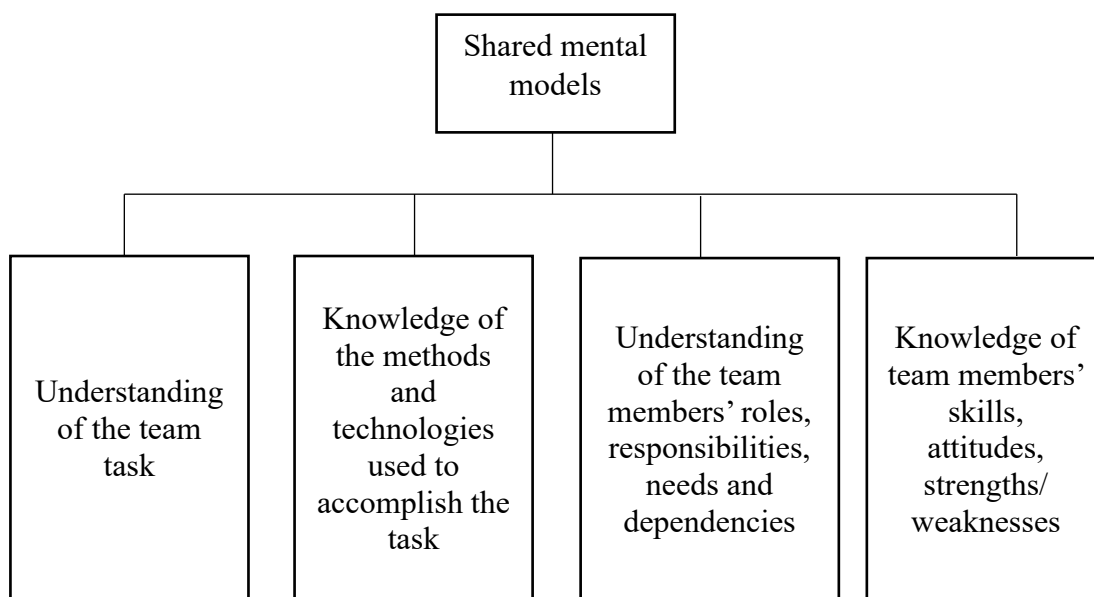 Shared mental
models
Understanding
of the team
task
Knowledge of
the methods
and
technologies
used to
accomplish the
task
Understanding
of the team
members’ roles,
responsibilities,
needs and
dependencies
Knowledge of
team members’
skills,
attitudes,
strengths/
weaknesses